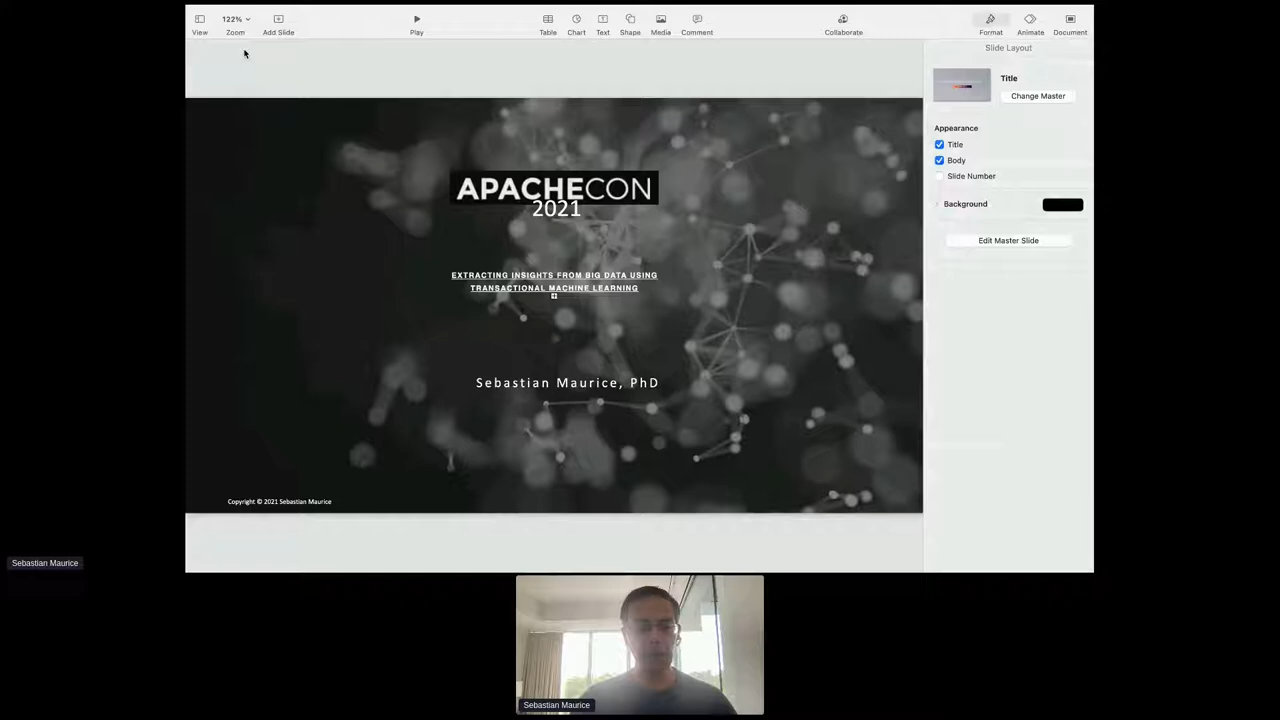 122%
View
Zoom
Add Slide
Play
Table
Chart
Text
Shape
Media
Comment
Collaborate
Format
Animate
Document
Slide Layout
Title
Change Master
Appearance
Title
Body
Slide Number
Background
Edit Master Slide
APACHECON
2021
EXTRACTING INSIGHTS FROM BIG DATA USING
TRANSACTIONAL MACHINE LEARNING
Sebastian Maurice, PhD
Copyright © 2021 Sebastian Maurice
Sebastian Maurice
Sebastian Maurice